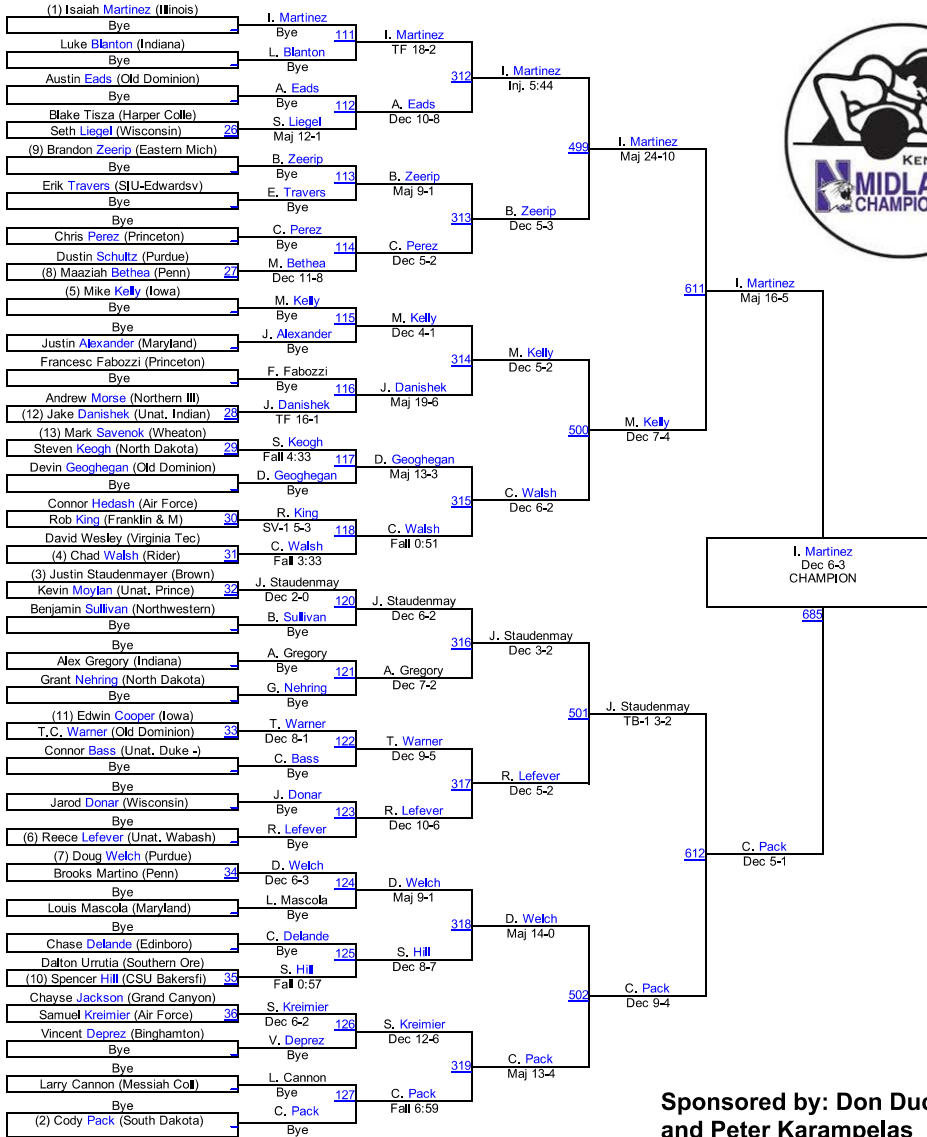 (1) Isaiah Martinez (Illinois)
Bye
Luke Blanton (Indiana)
Bye
Austin Eads (Old Dominion)
Bye
Blake Tisza (Harper Colle)
Seth Liegel (Wisconsin) 26
(9) Brandon Zeerip (Eastern Mich)
Bye
Erik Travers (SIU-Edwardsv)
Bye
Bye
Chris Perez (Princeton)
Dustin Schultz (Purdue)
(8) Maaziah Bethea (Penn) 27
(5) Mike Kelly (Iowa)
Bye
Bye
Justin Alexander (Maryland)
Francesc Fabozzi (Princeton)
Bye
Andrew Morse (Northern Ill)
(12) Jake Danishek (Unat. Indian) 28
(13) Mark Savenok (Wheaton)
Steven Keogh (North Dakota) 29
Devin Geoghegan (Old Dominion)
Bye
Connor Hedash (Air Force)
Rob King (Franklin & M) 30
David Wesley (Virginia Tec)
(4) Chad Walsh (Rider) 31
(3) Justin Staudenmayer (Brown)
Kevin Moylan (Unat. Prince) 32
Benjamin Sullivan (Northwestern)
Bye
Bye
Alex Gregory (Indiana)
Grant Nehring (North Dakota)
Bye
(11) Edwin Cooper (Iowa)
T.C. Warner (Old Dominion) 33
Connor Bass (Unat. Duke -)
Bye
Bye
Jarod Donar (Wisconsin)
Bye
(6) Reece Lefever (Unat. Wabash)
(7) Doug Welch (Purdue)
Brooks Martino (Penn) 34
Bye
Louis Mascola (Maryland)
Bye
Chase Delande (Edinboro)
Dalton Urrutia (Southern Ore)
(10) Spencer Hill (CSU Bakersfi) 35
Chayse Jackson (Grand Canyon)
Samuel Kreimier (Air Force) 36
Vincent Deprez (Binghamton)
Bye
Bye
Larry Cannon (Messiah Coll)
Bye
(2) Cody Pack (South Dakota)
I. Martinez
Bye 111
L. Blanton
Bye
A. Eads
Bye 112
S. Liegel
Maj 12-1
B. Zeerip
Bye 113
E. Travers
Bye
C. Perez
Bye 114
M. Bethea
Dec 11-8
M. Kelly
Bye 115
J. Alexander
Bye
F. Fabozzi
Bye 116
J. Danishek
TF 16-1
S. Keogh
Fall 4:33 117
D. Geoghegan
Bye
R. King
SV-1 5-3 118
C. Walsh
Fall 3:33
J. Staudenmay
Dec 2-0 120
B. Sullivan
Bye
A. Gregory
Bye 121
G. Nehring
Bye
T. Warner
Dec 8-1 122
C. Bass
Bye
J. Donar
Bye 123
R. Lefever
Bye
D. Welch
Dec 6-3 124
L. Mascola
Bye
C. Delande
Bye 125
S. Hill
Fall 0:57
S. Kreimier
Dec 6-2 126
V. Deprez
Bye
L. Cannon
Bye 127
C. Pack
Bye
I. Martinez
TF 18-2
312
A. Eads
Dec 10-8
B. Zeerip
Maj 9-1
313
C. Perez
Dec 5-2
M. Kelly
Dec 4-1
314
J. Danishek
Maj 19-6
D. Geoghegan
Maj 13-3
315
C. Walsh
Fall 0:51
J. Staudenmay
Dec 6-2
316
A. Gregory
Dec 7-2
T. Warner
Dec 9-5
317
R. Lefever
Dec 10-6
D. Welch
Maj 9-1
318
S. Hill
Dec 8-7
S. Kreimier
Dec 12-6
319
C. Pack
Fall 6:59
I. Martinez
Inj. 5:44
499
B. Zeerip
Dec 5-3
M. Kelly
Dec 5-2
500
C. Walsh
Dec 6-2
J. Staudenmay
Dec 3-2
501
R. Lefever
Dec 5-2
D. Welch
Maj 14-0
502
C. Pack
Maj 13-4
I. Martinez
Maj 24-10
611
M. Kelly
Dec 7-4
J. Staudenmay
TB-1 3-2
612
C. Pack
Dec 9-4
I. Martinez
Maj 16-5
C. Pack
Dec 5-1
I. Martinez
Dec 6-3
CHAMPION
685
KEN
N MIDLA
CHAMPIO
Sponsored by: Don Duc
and Peter Karampelas